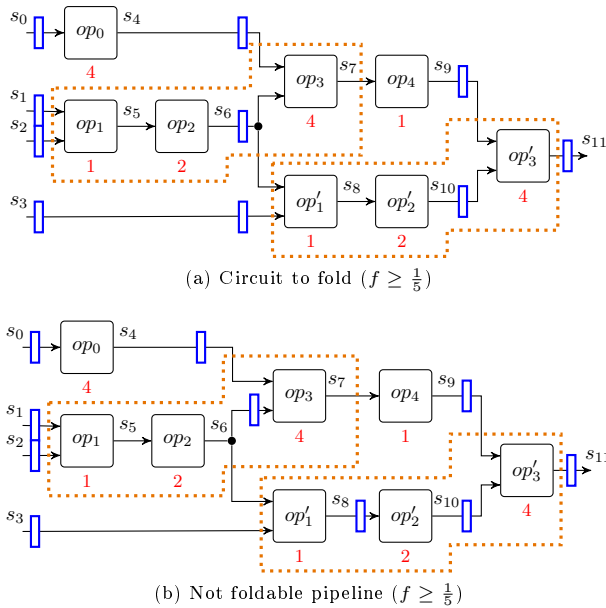 s0 op0 s4
4
s1 s2 op1 s5 op2 s6 op3 s7 op4 s9
1 2 4 1
s3 op′1 s8 op′2 s10 op′3 s11
1 2 4
(a) Circuit to fold (f ≥ 1/5)
s0 op0 s4
4
s1 s2 op1 s5 op2 s6 op3 s7 op4 s9
1 2 4 1
s3 op′1 s8 op′2 s10 op′3 s11
1 2 4
(b) Not foldable pipeline (f ≥ 1/5)